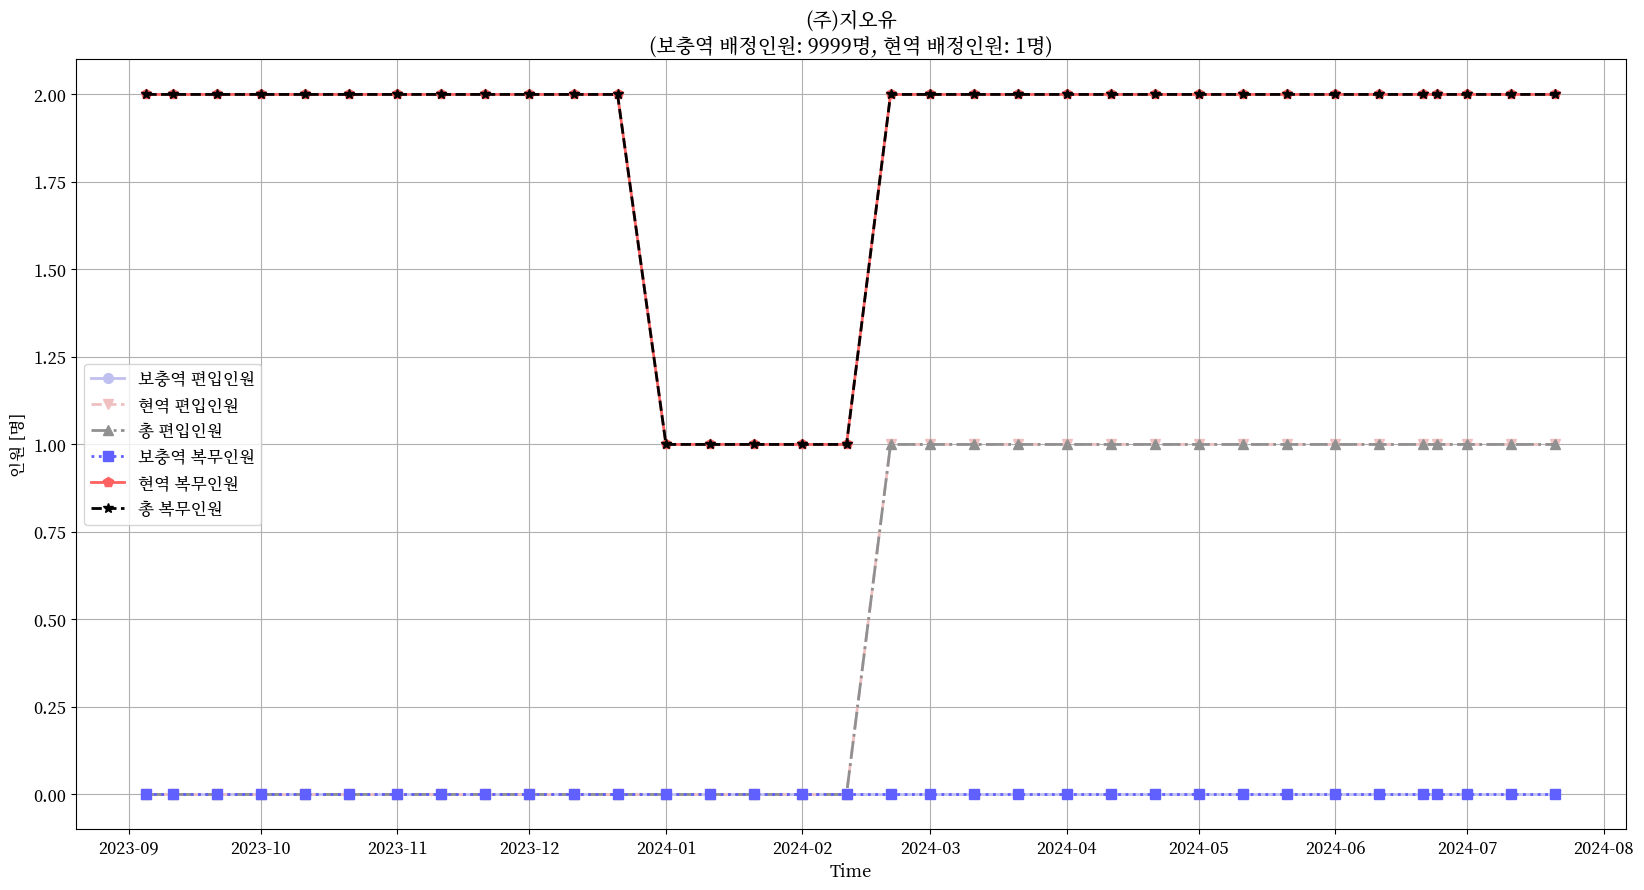 (주)지오유
(보충역 배정인원: 9999명, 현역 배정인원: 1명)
인원 [명]
2.00
1.75
1.50
1.25
1.00
0.75
0.50
0.25
0.00
보충역 편입인원
현역 편입인원
총 편입인원
보충역 복무인원
현역 복무인원
총 복무인원
2023-09 2023-10 2023-11 2023-12 2024-01 2024-02 2024-03 2024-04 2024-05 2024-06 2024-07 2024-08
Time